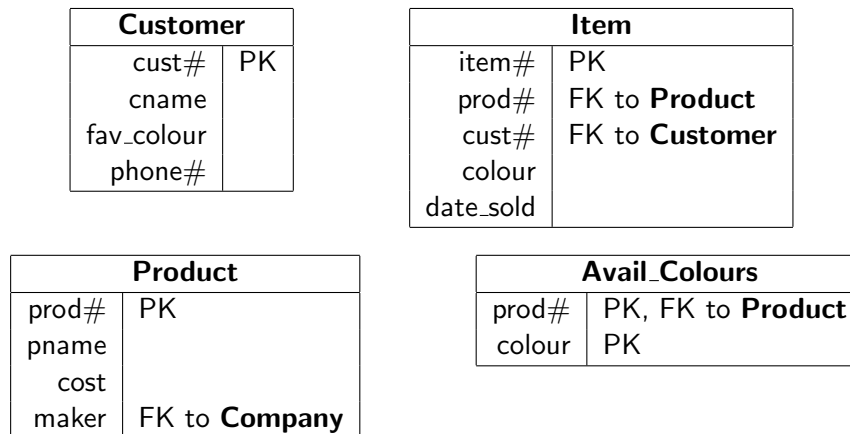 Customer
cust# PK
cname
fav_colour
phone#
Item
item# PK
prod# FK to Product
cust# FK to Customer
colour
date_sold
Product
prod# PK
pname
cost
maker FK to Company
Avail_Colours
prod# PK, FK to Product
colour PK